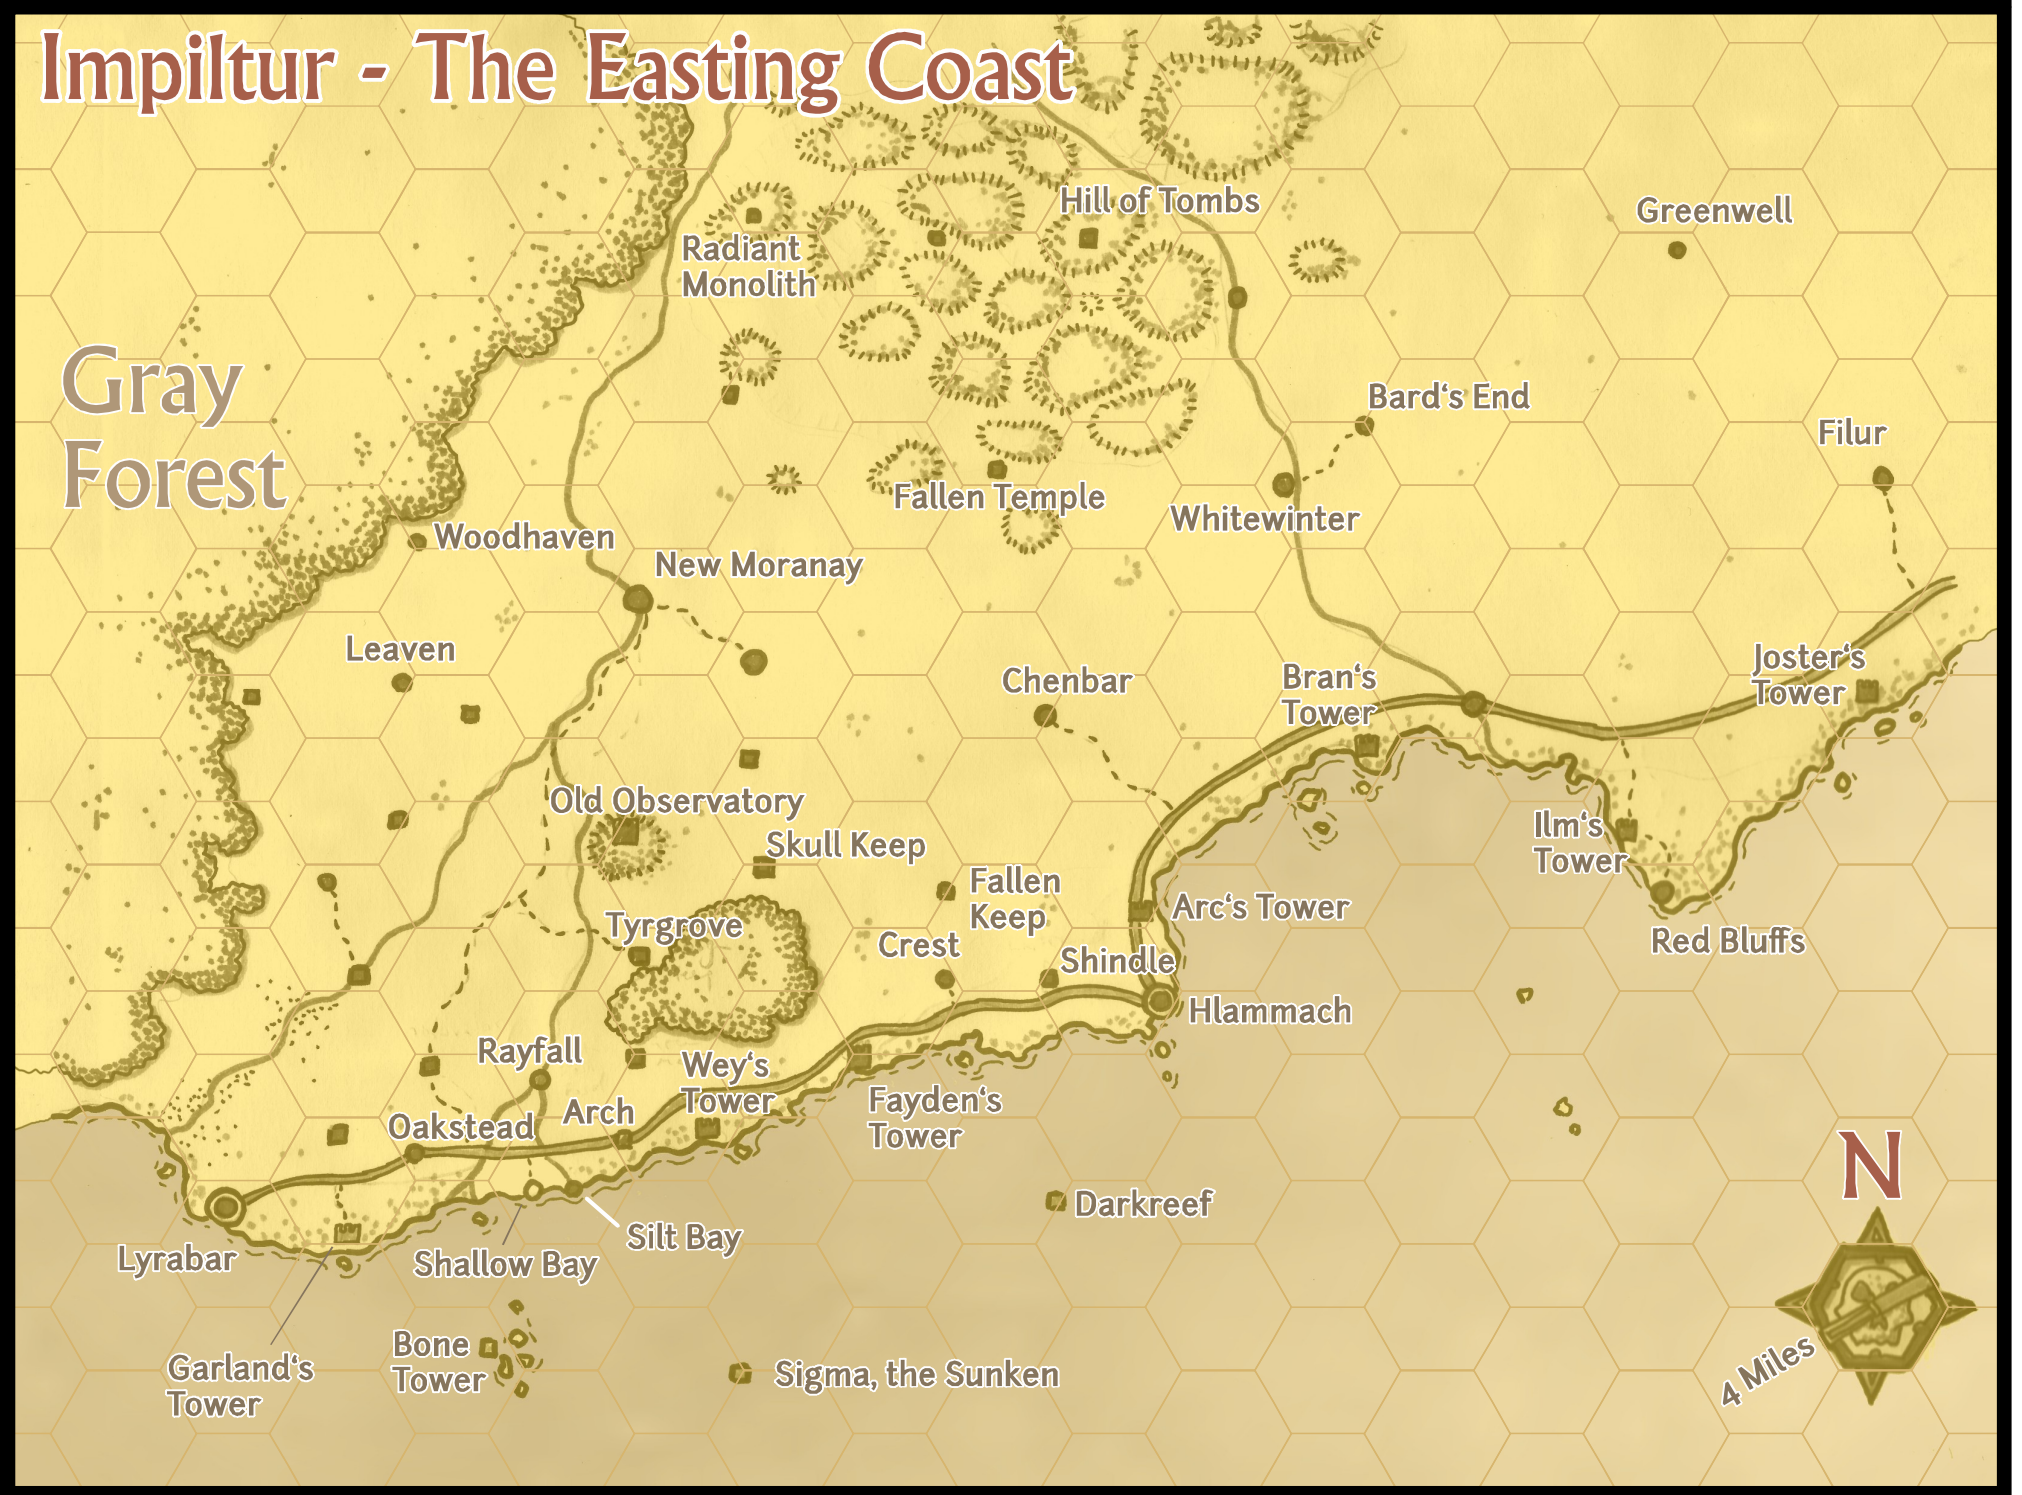 Impiltur - The Easting Coast
Hill of Tombs
Greenwell
Radiant
Monolith
Gray
Forest
Bard‘s End
Filur
Fallen Temple
Whitewinter
Woodhaven
New Moranay
Leaven
Chenbar
Bran‘s
Tower
Joster‘s
Tower
Old Observatory
Skull Keep
Ilm‘s
Tower
Fallen
Keep
Arc‘s Tower
Tyrgrove
Crest
Shindle
Red Bluffs
Hlammach
Rayfall
Wey‘s
Tower
Fayden‘s
Tower
Oakstead
Arch
N
Darkreef
Silt Bay
Lyrabar
Shallow Bay
Bone
Tower
Garland‘s
Tower
Sigma, the Sunken
4 Miles